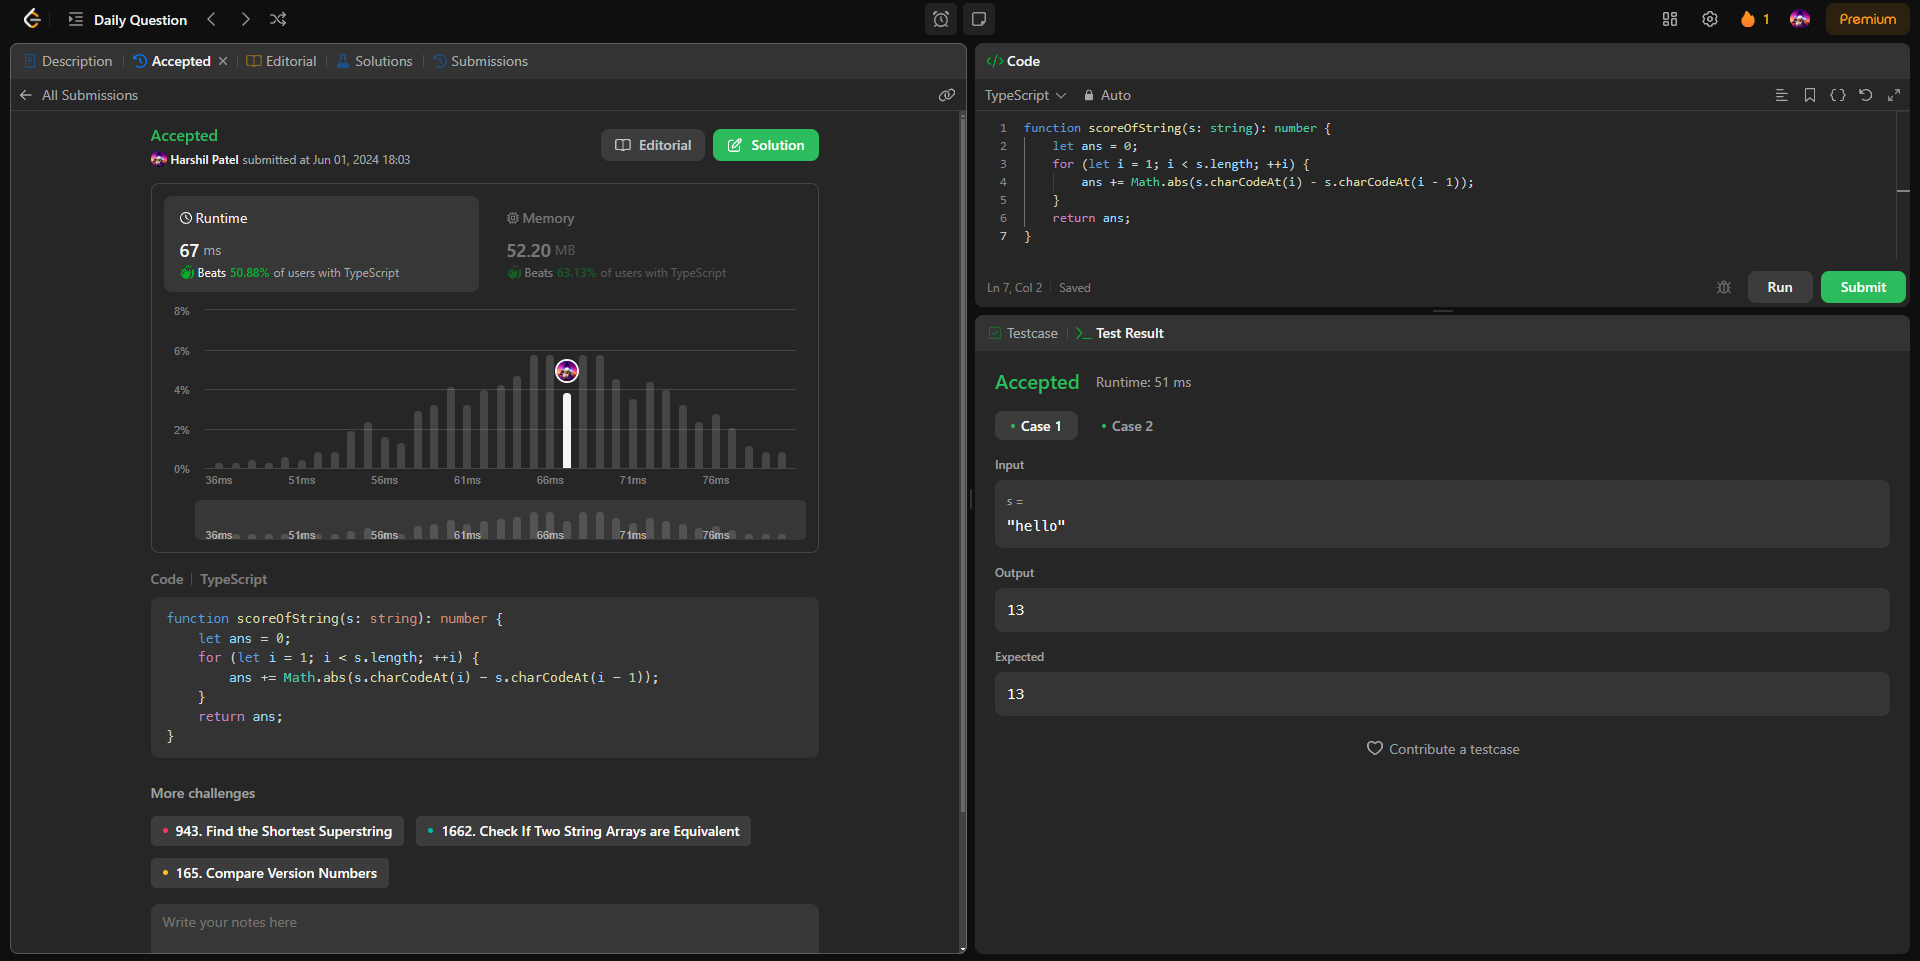 Daily Question
1
Premium
Description
Accepted
Editorial
Solutions
Submissions
All Submissions
Accepted
Harshil Patel submitted at Jun 01, 2024 18:03
Editorial
Solution
Runtime
67 ms
Beats 50.88% of users with TypeScript
Memory
52.20 MB
Beats 63.13% of users with TypeScript
8%
6%
4%
2%
0%
36ms 51ms 56ms 61ms 66ms 71ms 76ms
36ms 51ms 56ms 61ms 66ms 71ms 76ms
Code TypeScript
function scoreOfString(s: string): number {
let ans = 0;
for (let i = 1; i < s.length; ++i) {
ans += Math.abs(s.charCodeAt(i) - s.charCodeAt(i - 1));
}
return ans;
}
More challenges
943. Find the Shortest Superstring
1662. Check If Two String Arrays are Equivalent
165. Compare Version Numbers
Write your notes here
</> Code
TypeScript
Auto
1 function scoreOfString(s: string): number {
2 let ans = 0;
3 for (let i = 1; i < s.length; ++i) {
4 ans += Math.abs(s.charCodeAt(i) - s.charCodeAt(i - 1));
5 }
6 return ans;
7 }
Ln 7, Col 2
Saved
Run
Submit
Testcase
Test Result
Accepted
Runtime: 51 ms
Case 1
Case 2
Input
s =
"hello"
Output
13
Expected
13
Contribute a testcase